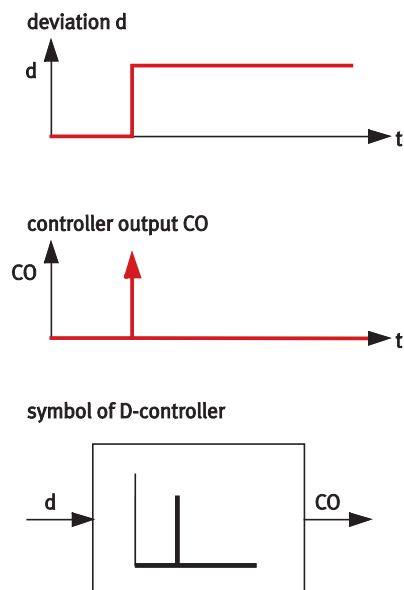 deviation d
d
t
controller output CO
CO
t
symbol of D-controller
d
CO